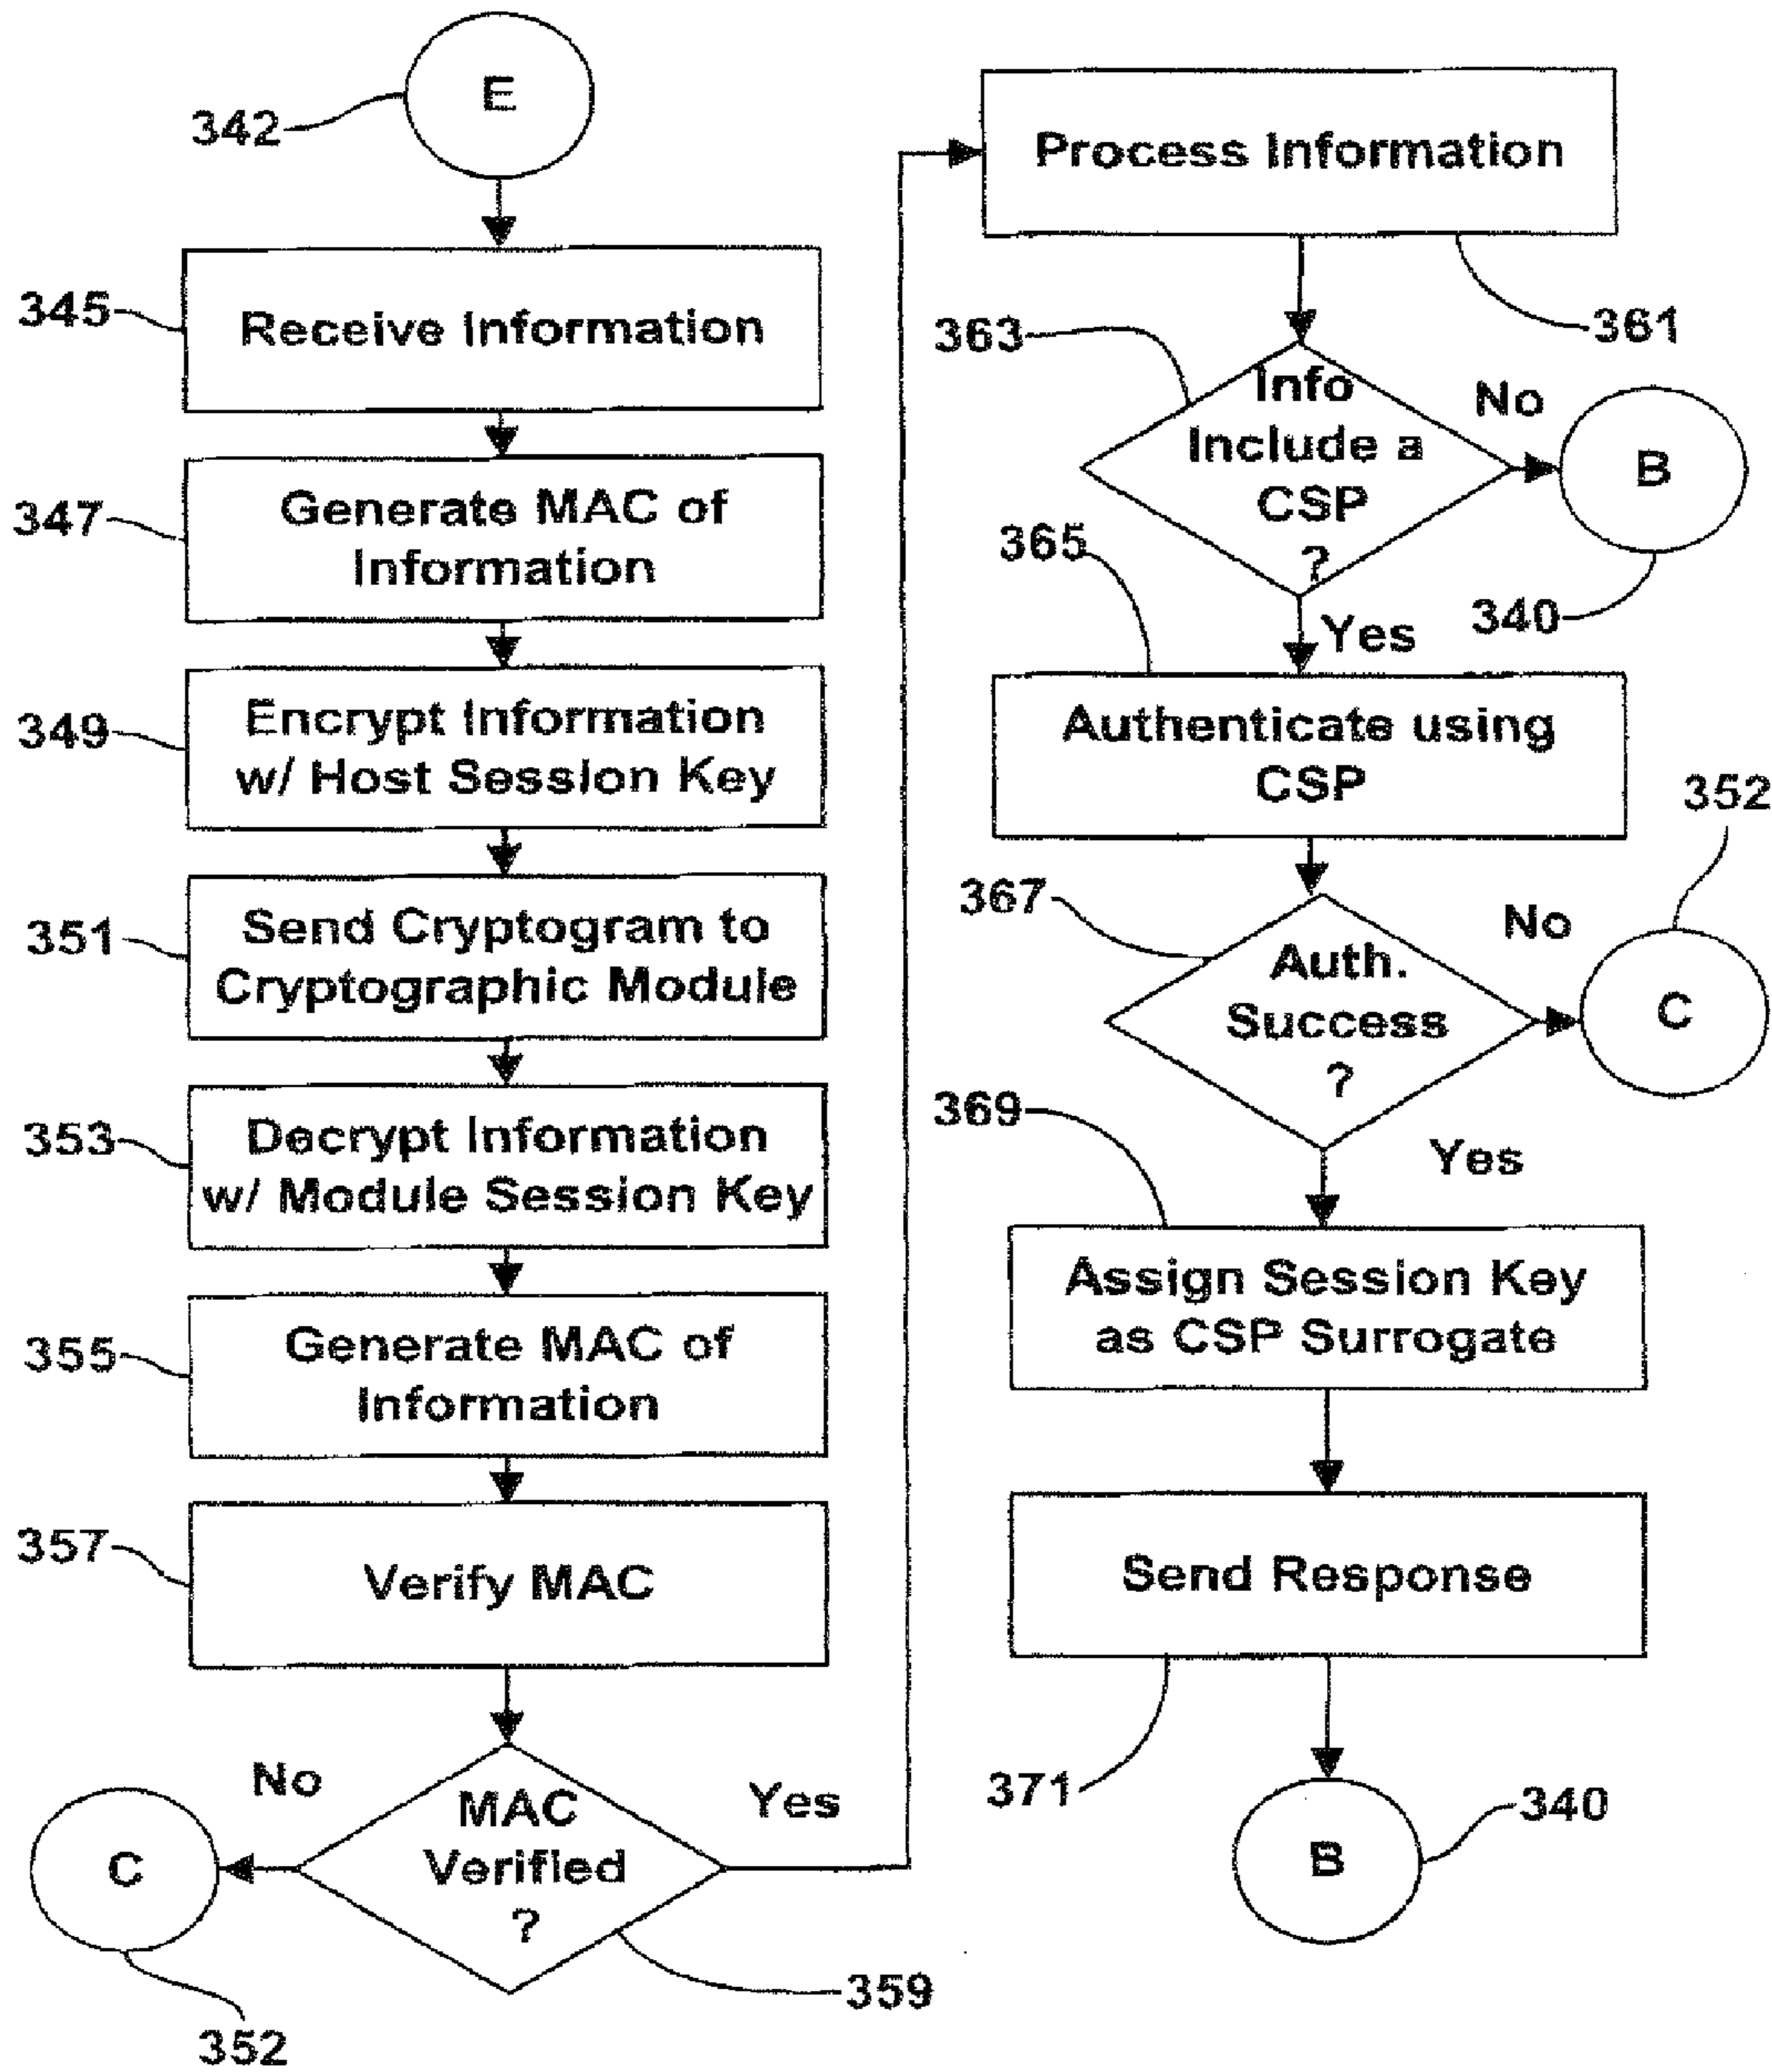 E
342
345
Receive Information
347
Generate MAC of
Information
349
Encrypt Information
w/ Host Session Key
351
Send Cryptogram to
Cryptographic Module
353
Decrypt Information
w/ Module Session Key
355
Generate MAC of
Information
357
Verify MAC
No
MAC
Verified
?
Yes
C
359
352
Process Information
361
363
Info
Include a
CSP
?
No
B
340
365
Yes
Authenticate using
CSP
352
367
Auth.
Success
?
No
C
369
Yes
Assign Session Key
as CSP Surrogate
Send Response
371
340
B